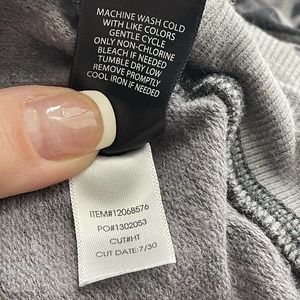 MACHINE WASH COLD
WITH LIKE COLORS
GENTLE CYCLE
ONLY NON-CHLORINE
BLEACH IF NEEDED
TUMBLE DRY LOW
REMOVE PROMPTLY
COOL IRON IF NEEDED
ITEM#12068576
PO#1302053
CUT#HT
CUT DATE:7/30